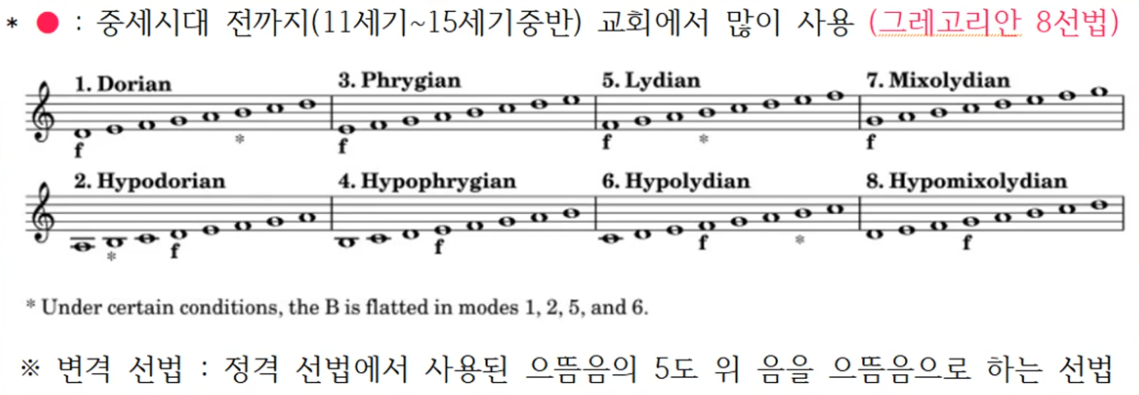 * ● : 중세시대 전까지(11세기~15세기중반) 교회에서 많이 사용 (그레고리안 8선법)
1. Dorian 3. Phrygian 5. Lydian 7. Mixolydian
* *
f f f f
2. Hypodorian 4. Hypophrygian 6. Hypolydian 8. Hypomixolydian
* f f f * f
* Under certain conditions, the B is flatted in modes 1, 2, 5, and 6.
※ 변격 선법 : 정격 선법에서 사용된 으뜸음의 5도 위 음을 으뜸음으로 하는 선법